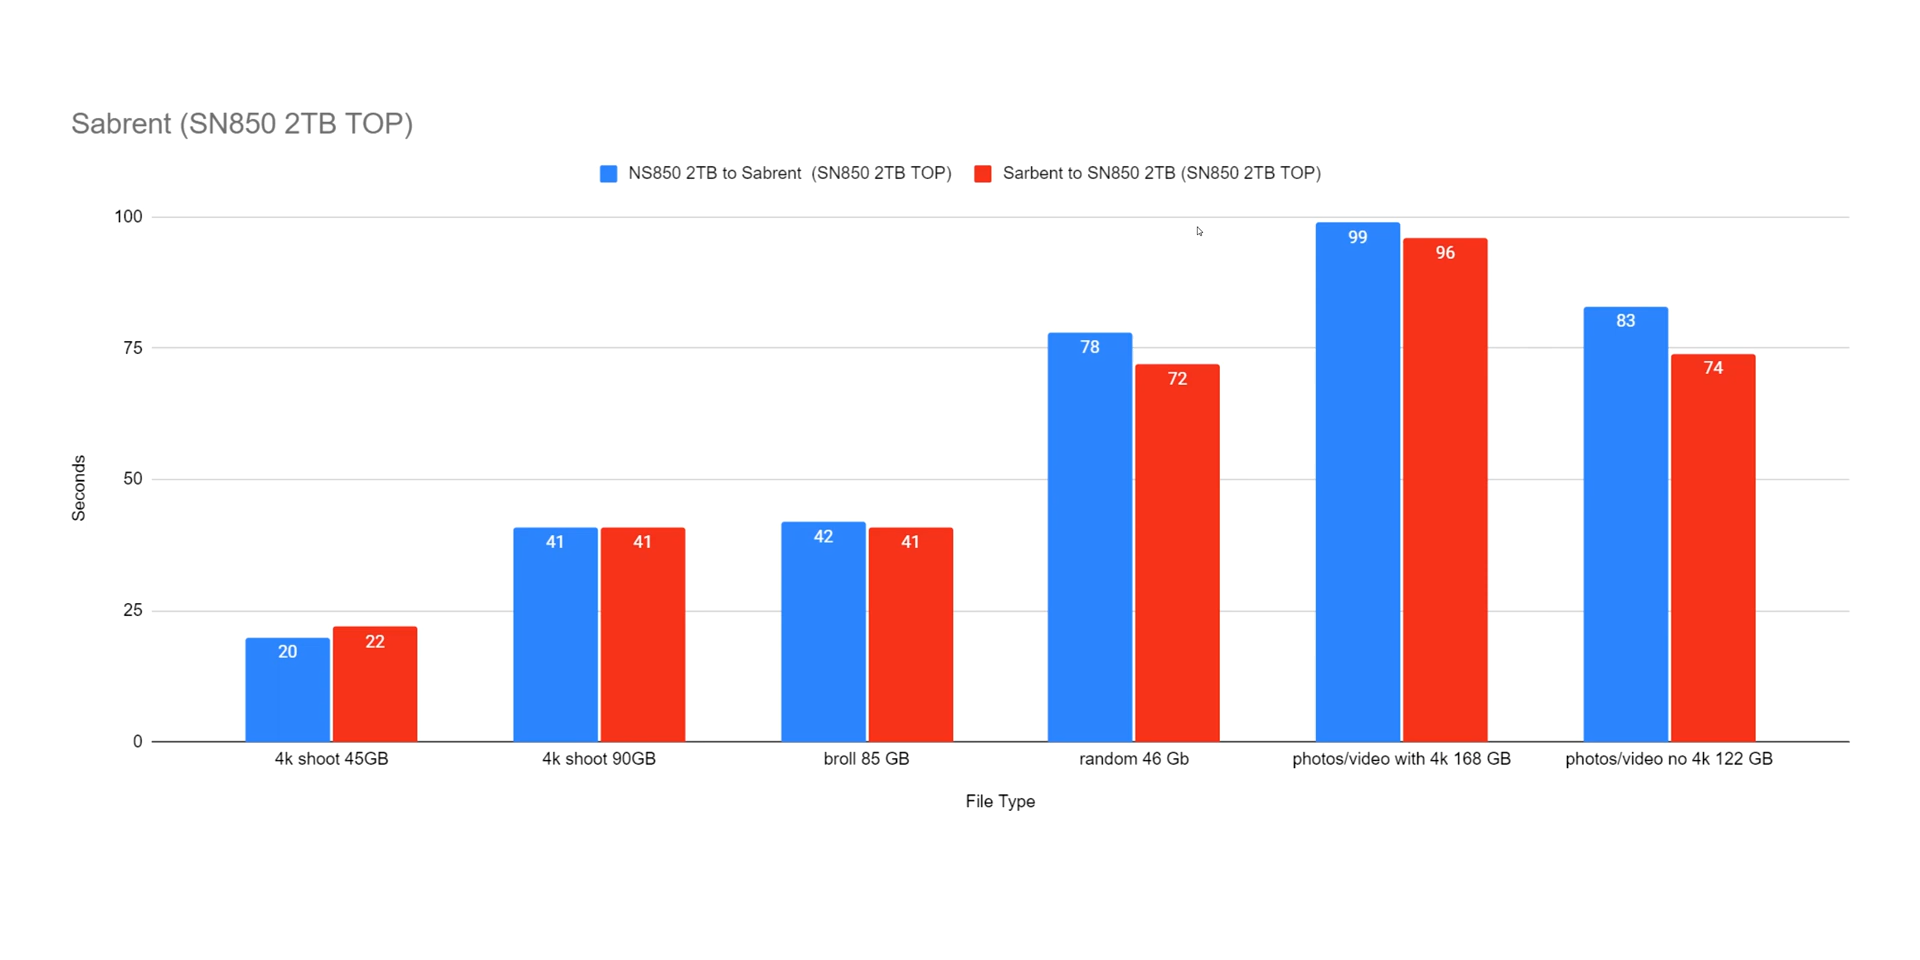 Sabrent (SN850 2TB TOP)
NS850 2TB to Sabrent (SN850 2TB TOP) Sarbent to SN850 2TB (SN850 2TB TOP)
100
75
50
25
0
Seconds
20 22 41 41 42 41 78 72 99 96 83 74
4k shoot 45GB 4k shoot 90GB broll 85 GB random 46 Gb photos/video with 4k 168 GB photos/video no 4k 122 GB
File Type